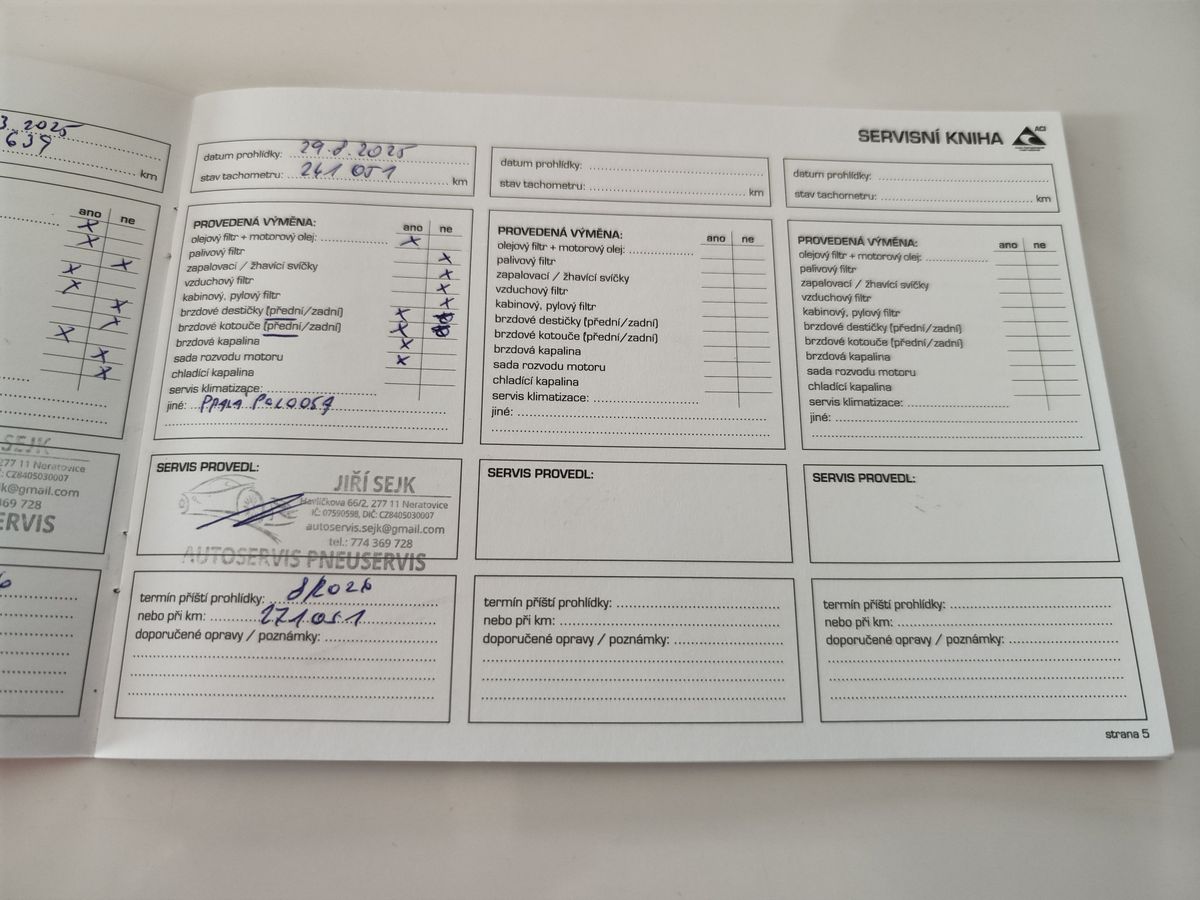 3.2025
639
km
ano ne
SEJK
277 11 Neratovice
Č: CZ8405030007
k@gmail.com
369 728
ERVIS
SERVISNÍ KNIHA
ACI
datum prohlídky: 29.8.2025
stav tachometru: 241 051 km
PROVEDENÁ VÝMĚNA: ano ne
olejový filtr + motorový olej: x
palivový filtr x
zapalovací / žhavící svíčky x
vzduchový filtr x
kabinový, pylový filtr x
brzdové destičky (přední/zadní) x
brzdové kotouče (přední/zadní) x
brzdová kapalina x
sada rozvodu motoru x
chladící kapalina
servis klimatizace:
jiné: PRAVÁ POLOOSA
SERVIS PROVEDL:
JIŘÍ SEJK
Havlíčkova 66/2, 277 11 Neratovice
IČ: 07590598, DIČ: CZ8405030007
autoservis.sejk@gmail.com
tel.: 774 369 728
AUTOSERVIS PNEUSERVIS
termín příští prohlídky: 8/2026
nebo při km: 271 051
doporučené opravy / poznámky:
datum prohlídky:
stav tachometru: km
PROVEDENÁ VÝMĚNA: ano ne
olejový filtr + motorový olej:
palivový filtr
zapalovací / žhavící svíčky
vzduchový filtr
kabinový, pylový filtr
brzdové destičky (přední/zadní)
brzdové kotouče (přední/zadní)
brzdová kapalina
sada rozvodu motoru
chladící kapalina
servis klimatizace:
jiné:
SERVIS PROVEDL:
termín příští prohlídky:
nebo při km:
doporučené opravy / poznámky:
datum prohlídky:
stav tachometru: km
PROVEDENÁ VÝMĚNA: ano ne
olejový filtr + motorový olej:
palivový filtr
zapalovací / žhavící svíčky
vzduchový filtr
kabinový, pylový filtr
brzdové destičky (přední/zadní)
brzdové kotouče (přední/zadní)
brzdová kapalina
sada rozvodu motoru
chladící kapalina
servis klimatizace:
jiné:
SERVIS PROVEDL:
termín příští prohlídky:
nebo při km:
doporučené opravy / poznámky:
strana 5